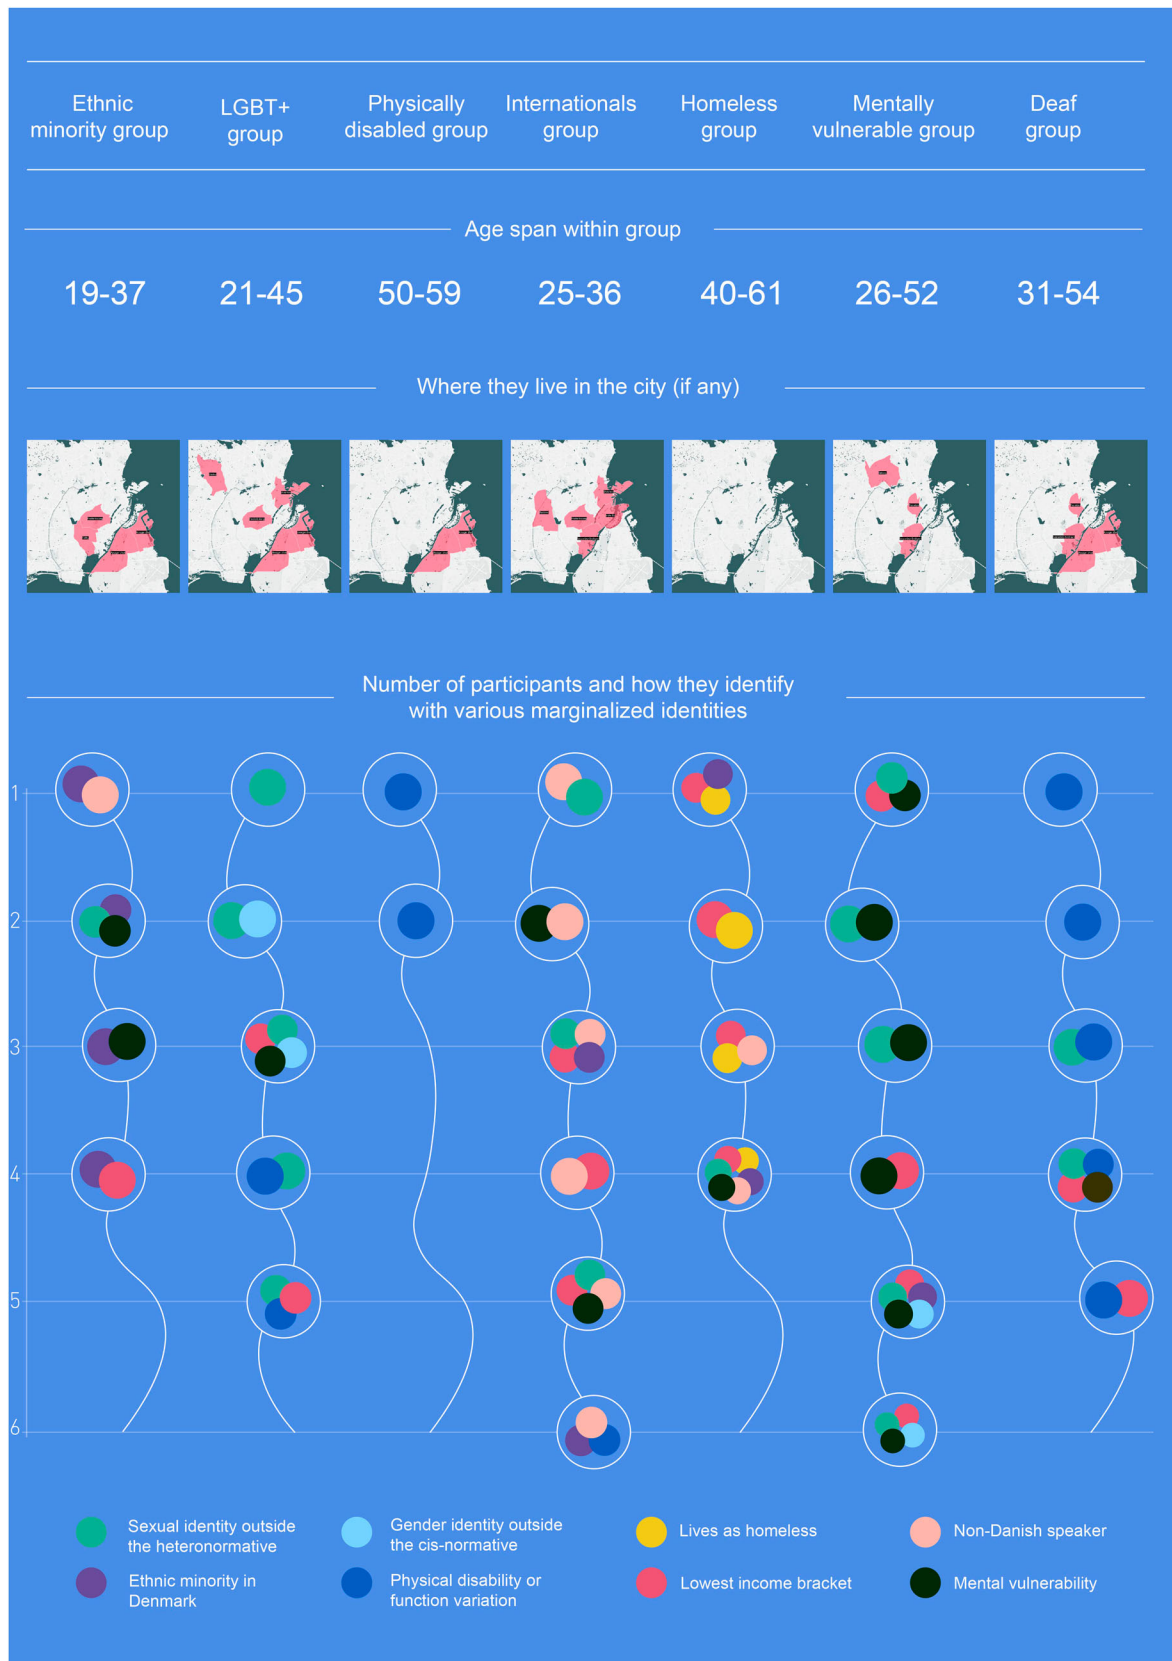 Ethnic
minority group
LGBT+
group
Physically
disabled group
Internationals
group
Homeless
group
Mentally
vulnerable group
Deaf
group
Age span within group
19-37
21-45
50-59
25-36
40-61
26-52
31-54
Where they live in the city (if any)
Number of participants and how they identify
with various marginalized identities
1
2
3
4
5
6
Sexual identity outside
the heteronormative
Gender identity outside
the cis-normative
Lives as homeless
Non-Danish speaker
Ethnic minority in
Denmark
Physical disability or
function variation
Lowest income bracket
Mental vulnerability